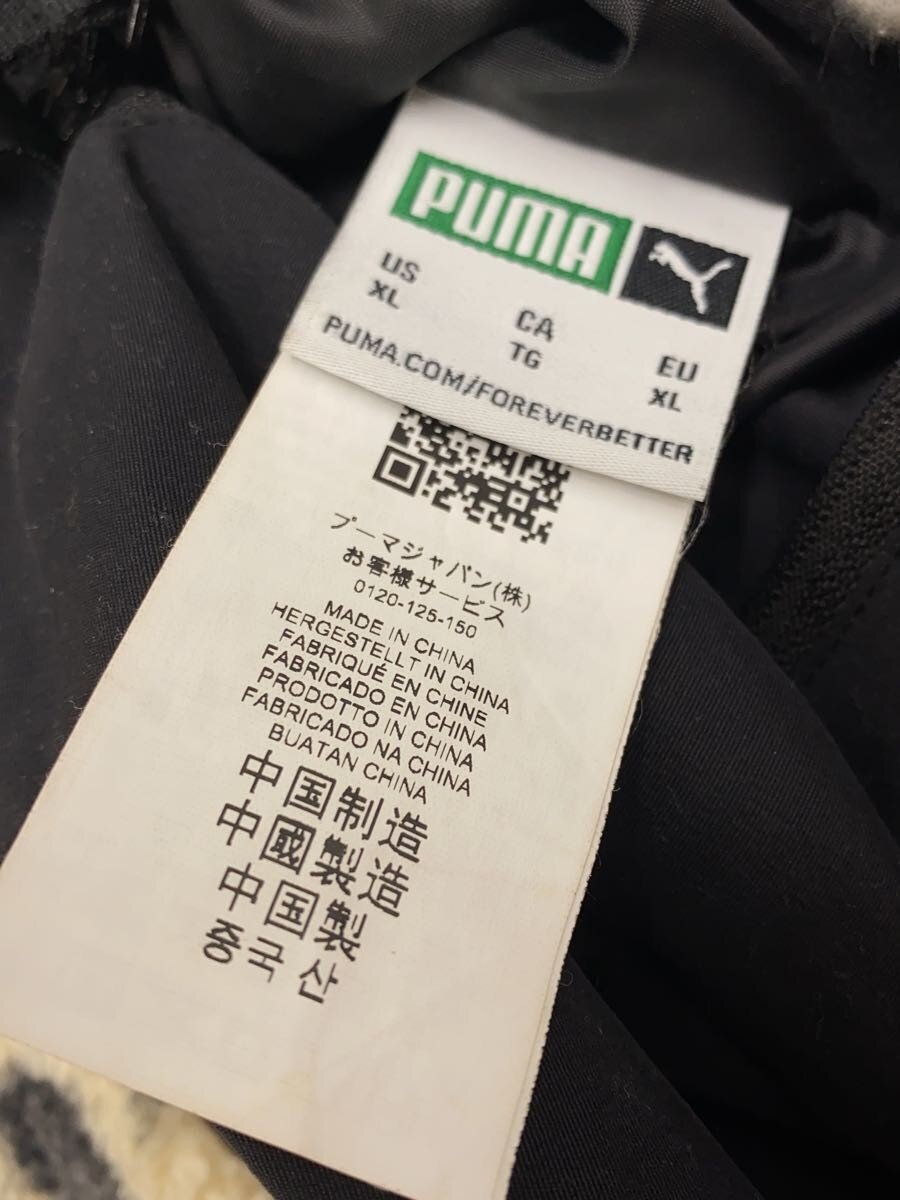 PUMA
US
XL
CA
TG
EU
XL
PUMA.COM/FOREVERBETTER
プーマジャパン(株)
お客様サービス
0120-125-150
MADE IN CHINA
HERGESTELLT IN CHINA
FABRIQUÉ EN CHINE
FABRICADO EN CHINA
PRODOTTO IN CHINA
FABRICADO NA CHINA
BUATAN CHINA
中国制造
中國製造
中国製
중국산